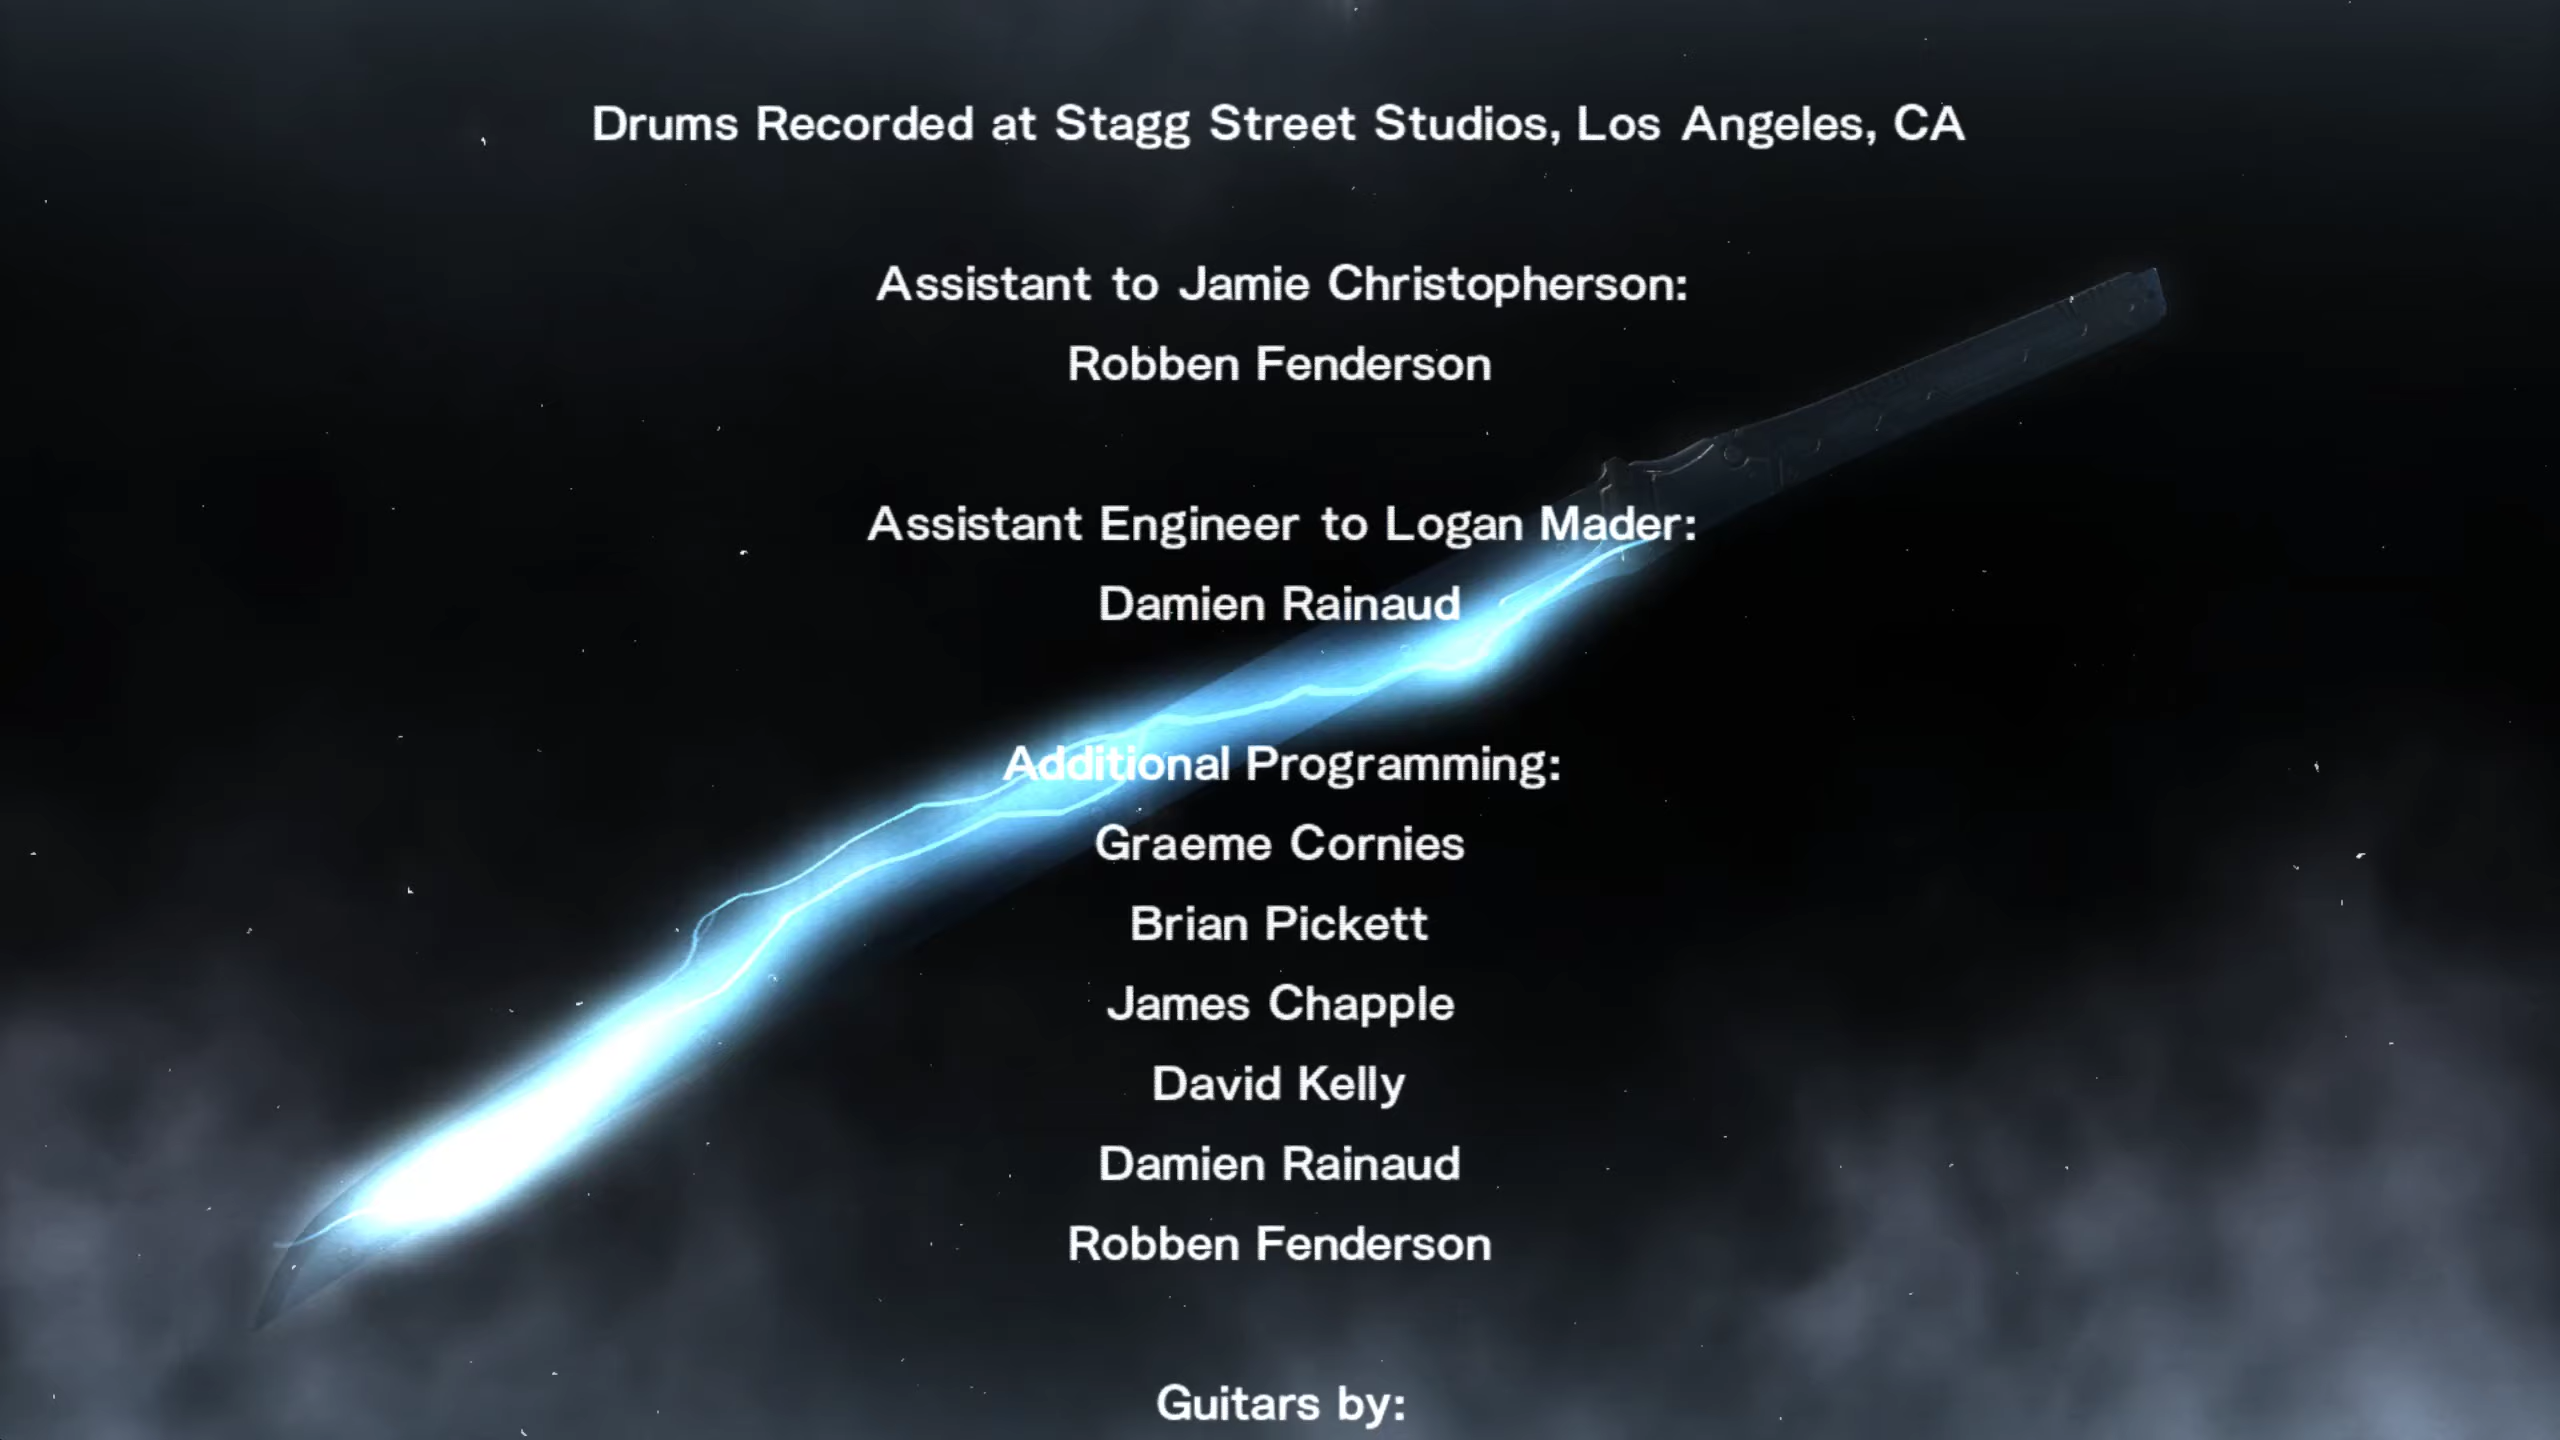 Drums Recorded at Stagg Street Studios, Los Angeles, CA
Assistant to Jamie Christopherson:
Robben Fenderson
Assistant Engineer to Logan Mader:
Damien Rainaud
Additional Programming:
Graeme Cornies
Brian Pickett
James Chapple
David Kelly
Damien Rainaud
Robben Fenderson
Guitars by: